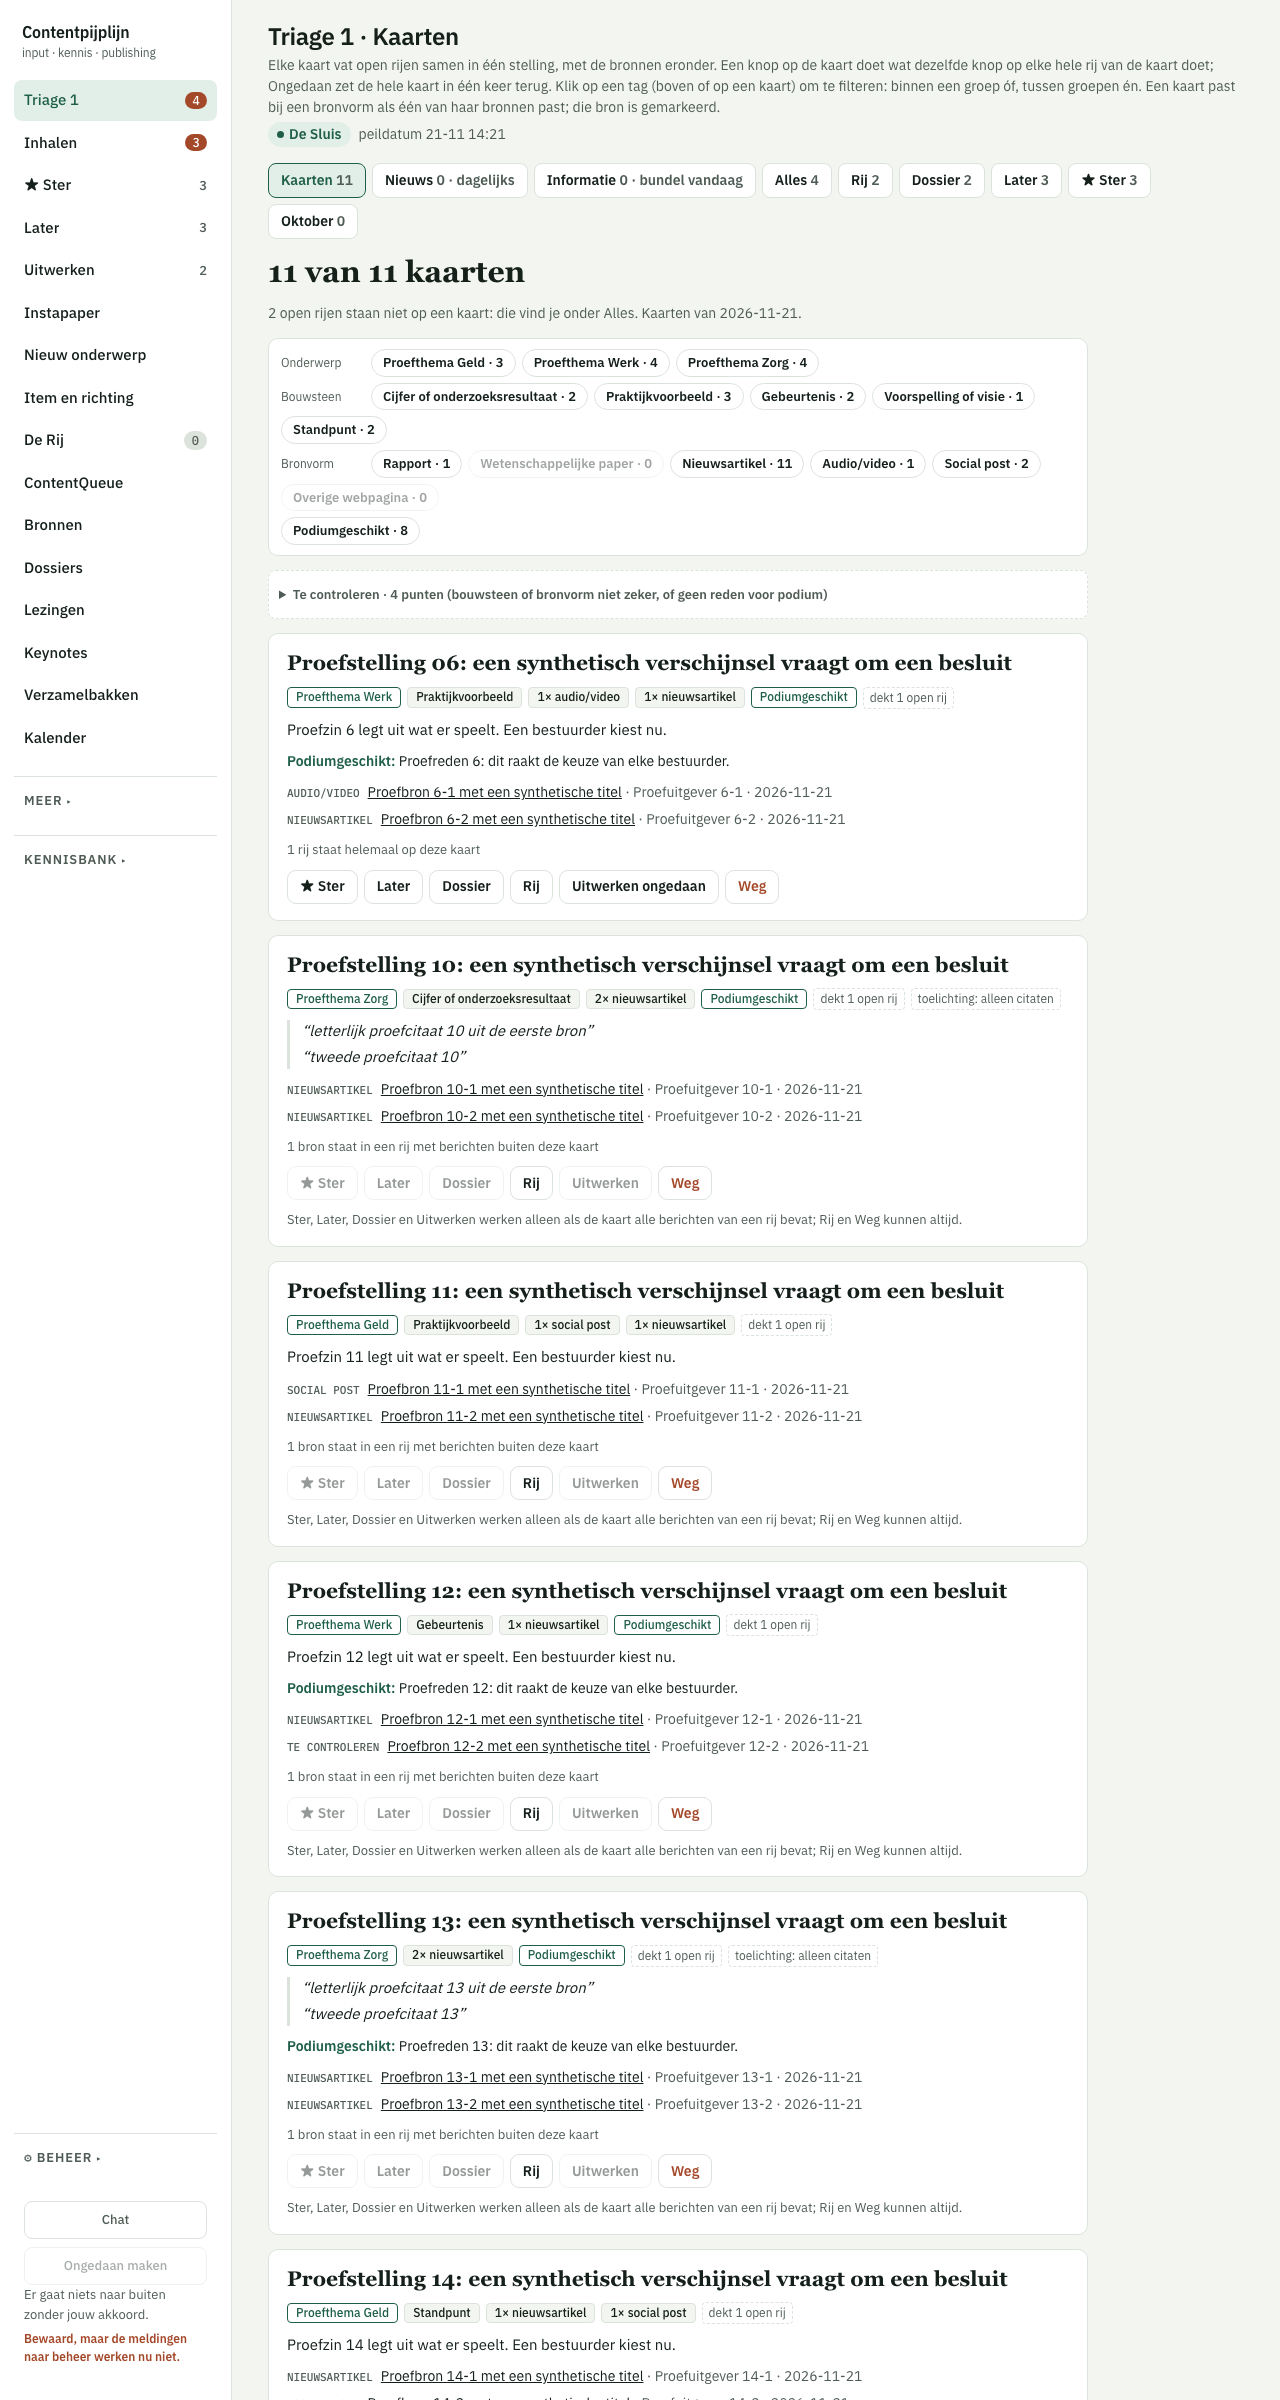 Contentpijplijn
input · kennis · publishing
Triage 1 4
Inhalen 3
★ Ster 3
Later 3
Uitwerken 2
Instapaper
Nieuw onderwerp
Item en richting
De Rij 0
ContentQueue
Bronnen
Dossiers
Lezingen
Keynotes
Verzamelbakken
Kalender
MEER ▸
KENNISBANK ▸
⚙ BEHEER ▸
Chat
Ongedaan maken
Er gaat niets naar buiten
zonder jouw akkoord.
Bewaard, maar de meldingen
naar beheer werken nu niet.
Triage 1 · Kaarten
Elke kaart vat open rijen samen in één stelling, met de bronnen eronder. Een knop op de kaart doet wat dezelfde knop op elke hele rij van de kaart doet;
Ongedaan zet de hele kaart in één keer terug. Klik op een tag (boven of op een kaart) om te filteren: binnen een groep óf, tussen groepen én. Een kaart past
bij een bronvorm als één van haar bronnen past; die bron is gemarkeerd.
● De Sluis peildatum 21-11 14:21
Kaarten 11 Nieuws 0 · dagelijks Informatie 0 · bundel vandaag Alles 4 Rij 2 Dossier 2 Later 3 ★ Ster 3
Oktober 0
11 van 11 kaarten
2 open rijen staan niet op een kaart: die vind je onder Alles. Kaarten van 2026-11-21.
Onderwerp Proefthema Geld · 3 Proefthema Werk · 4 Proefthema Zorg · 4
Bouwsteen Cijfer of onderzoeksresultaat · 2 Praktijkvoorbeeld · 3 Gebeurtenis · 2 Voorspelling of visie · 1
Standpunt · 2
Bronvorm Rapport · 1 Wetenschappelijke paper · 0 Nieuwsartikel · 11 Audio/video · 1 Social post · 2
Overige webpagina · 0
Podiumgeschikt · 8
▶ Te controleren · 4 punten (bouwsteen of bronvorm niet zeker, of geen reden voor podium)
Proefstelling 06: een synthetisch verschijnsel vraagt om een besluit
Proefthema Werk Praktijkvoorbeeld 1× audio/video 1× nieuwsartikel Podiumgeschikt dekt 1 open rij
Proefzin 6 legt uit wat er speelt. Een bestuurder kiest nu.
Podiumgeschikt: Proefreden 6: dit raakt de keuze van elke bestuurder.
AUDIO/VIDEO Proefbron 6-1 met een synthetische titel · Proefuitgever 6-1 · 2026-11-21
NIEUWSARTIKEL Proefbron 6-2 met een synthetische titel · Proefuitgever 6-2 · 2026-11-21
1 rij staat helemaal op deze kaart
★ Ster Later Dossier Rij Uitwerken ongedaan Weg
Proefstelling 10: een synthetisch verschijnsel vraagt om een besluit
Proefthema Zorg Cijfer of onderzoeksresultaat 2× nieuwsartikel Podiumgeschikt dekt 1 open rij toelichting: alleen citaten
“letterlijk proefcitaat 10 uit de eerste bron”
“tweede proefcitaat 10”
NIEUWSARTIKEL Proefbron 10-1 met een synthetische titel · Proefuitgever 10-1 · 2026-11-21
NIEUWSARTIKEL Proefbron 10-2 met een synthetische titel · Proefuitgever 10-2 · 2026-11-21
1 bron staat in een rij met berichten buiten deze kaart
★ Ster Later Dossier Rij Uitwerken Weg
Ster, Later, Dossier en Uitwerken werken alleen als de kaart alle berichten van een rij bevat; Rij en Weg kunnen altijd.
Proefstelling 11: een synthetisch verschijnsel vraagt om een besluit
Proefthema Geld Praktijkvoorbeeld 1× social post 1× nieuwsartikel dekt 1 open rij
Proefzin 11 legt uit wat er speelt. Een bestuurder kiest nu.
SOCIAL POST Proefbron 11-1 met een synthetische titel · Proefuitgever 11-1 · 2026-11-21
NIEUWSARTIKEL Proefbron 11-2 met een synthetische titel · Proefuitgever 11-2 · 2026-11-21
1 bron staat in een rij met berichten buiten deze kaart
★ Ster Later Dossier Rij Uitwerken Weg
Ster, Later, Dossier en Uitwerken werken alleen als de kaart alle berichten van een rij bevat; Rij en Weg kunnen altijd.
Proefstelling 12: een synthetisch verschijnsel vraagt om een besluit
Proefthema Werk Gebeurtenis 1× nieuwsartikel Podiumgeschikt dekt 1 open rij
Proefzin 12 legt uit wat er speelt. Een bestuurder kiest nu.
Podiumgeschikt: Proefreden 12: dit raakt de keuze van elke bestuurder.
NIEUWSARTIKEL Proefbron 12-1 met een synthetische titel · Proefuitgever 12-1 · 2026-11-21
TE CONTROLEREN Proefbron 12-2 met een synthetische titel · Proefuitgever 12-2 · 2026-11-21
1 bron staat in een rij met berichten buiten deze kaart
★ Ster Later Dossier Rij Uitwerken Weg
Ster, Later, Dossier en Uitwerken werken alleen als de kaart alle berichten van een rij bevat; Rij en Weg kunnen altijd.
Proefstelling 13: een synthetisch verschijnsel vraagt om een besluit
Proefthema Zorg 2× nieuwsartikel Podiumgeschikt dekt 1 open rij toelichting: alleen citaten
“letterlijk proefcitaat 13 uit de eerste bron”
“tweede proefcitaat 13”
Podiumgeschikt: Proefreden 13: dit raakt de keuze van elke bestuurder.
NIEUWSARTIKEL Proefbron 13-1 met een synthetische titel · Proefuitgever 13-1 · 2026-11-21
NIEUWSARTIKEL Proefbron 13-2 met een synthetische titel · Proefuitgever 13-2 · 2026-11-21
1 bron staat in een rij met berichten buiten deze kaart
★ Ster Later Dossier Rij Uitwerken Weg
Ster, Later, Dossier en Uitwerken werken alleen als de kaart alle berichten van een rij bevat; Rij en Weg kunnen altijd.
Proefstelling 14: een synthetisch verschijnsel vraagt om een besluit
Proefthema Geld Standpunt 1× nieuwsartikel 1× social post dekt 1 open rij
Proefzin 14 legt uit wat er speelt. Een bestuurder kiest nu.
NIEUWSARTIKEL Proefbron 14-1 met een synthetische titel · Proefuitgever 14-1 · 2026-11-21